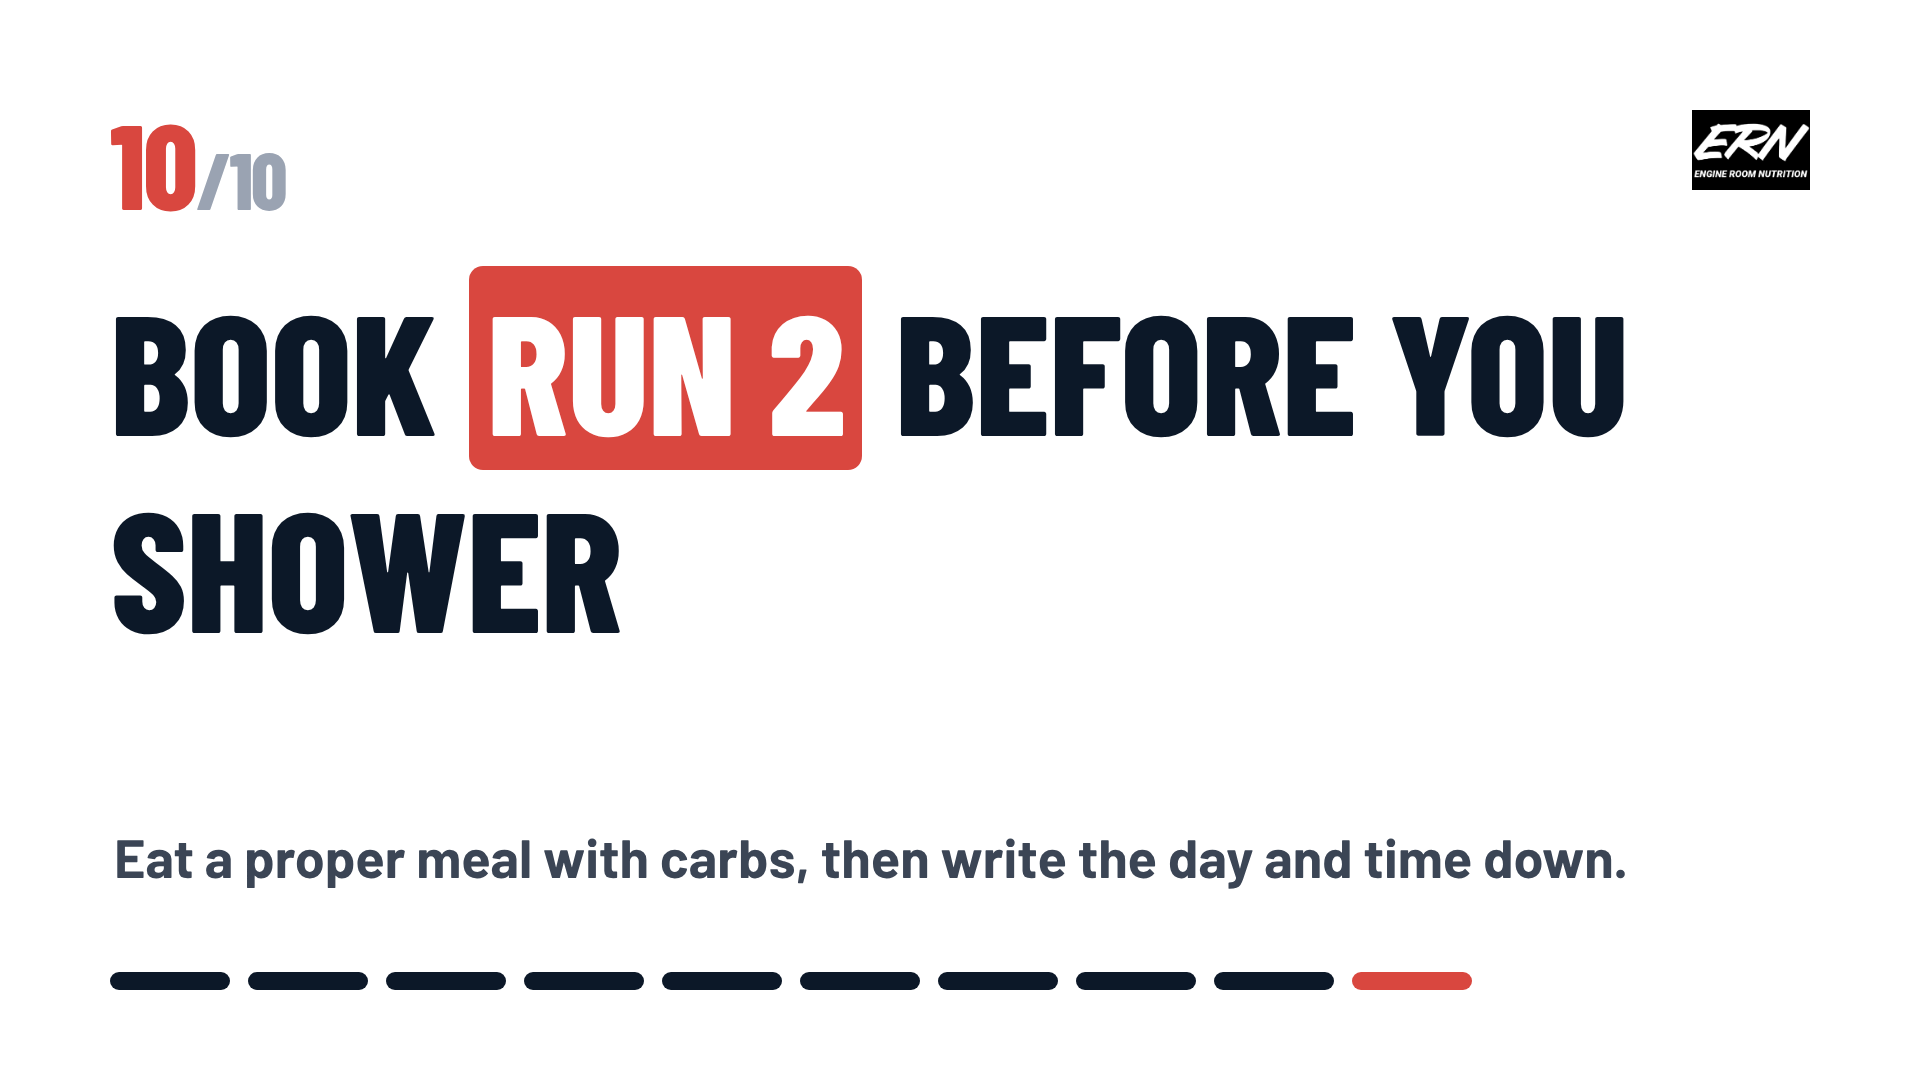 10/10
ERN
ENGINE ROOM NUTRITION
BOOK RUN 2 BEFORE YOU
SHOWER
Eat a proper meal with carbs, then write the day and time down.